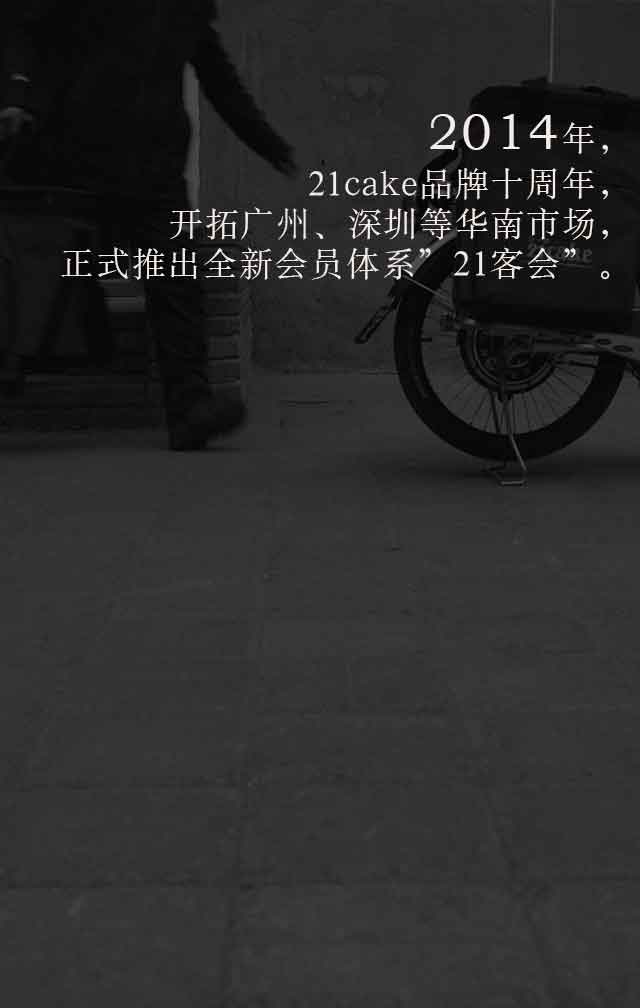 2014年，
21cake品牌十周年，
开拓广州、深圳等华南市场，
正式推出全新会员体系”21客会”。
21cake